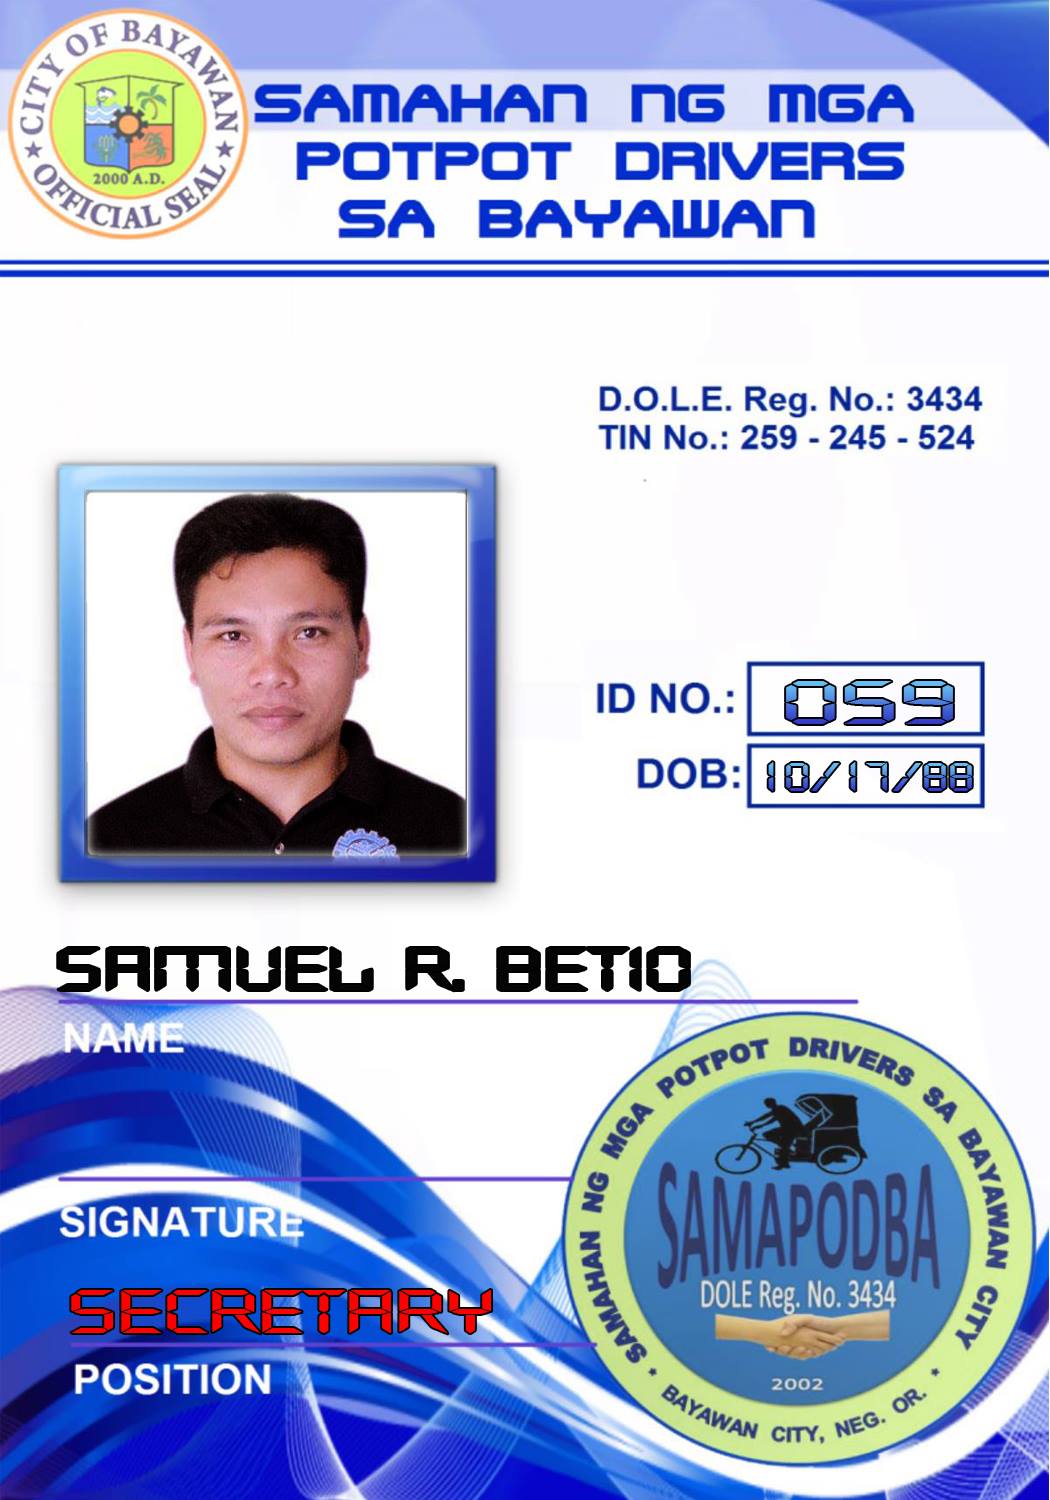 CITY OF BAYAWAN
2000 A.D.
★ OFFICIAL SEAL ★
SAMAHAN NG MGA
POTPOT DRIVERS
SA BAYAWAN
D.O.L.E. Reg. No.: 3434
TIN No.: 259 - 245 - 524
ID NO.: 059
DOB: 10/17/88
SAMUEL R. BETIO
NAME
SIGNATURE
SECRETARY
POSITION
SAMAHAN NG MGA POTPOT DRIVERS SA BAYAWAN CITY
SAMAPODBA
DOLE Reg. No. 3434
2002
• BAYAWAN CITY, NEG. OR. •